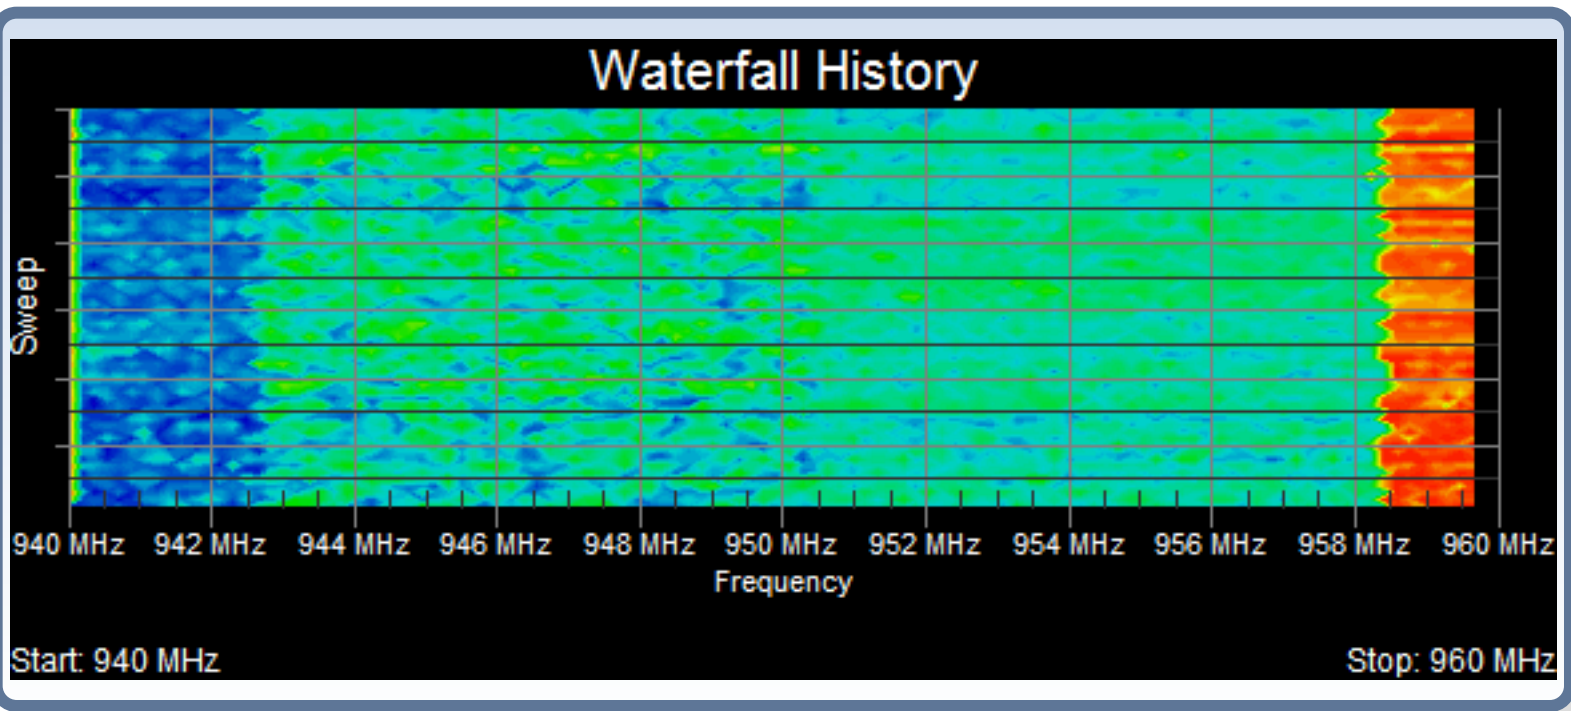 Waterfall History
Sweep
940 MHz 942 MHz 944 MHz 946 MHz 948 MHz 950 MHz 952 MHz 954 MHz 956 MHz 958 MHz 960 MHz
Frequency
Start: 940 MHz
Stop: 960 MHz